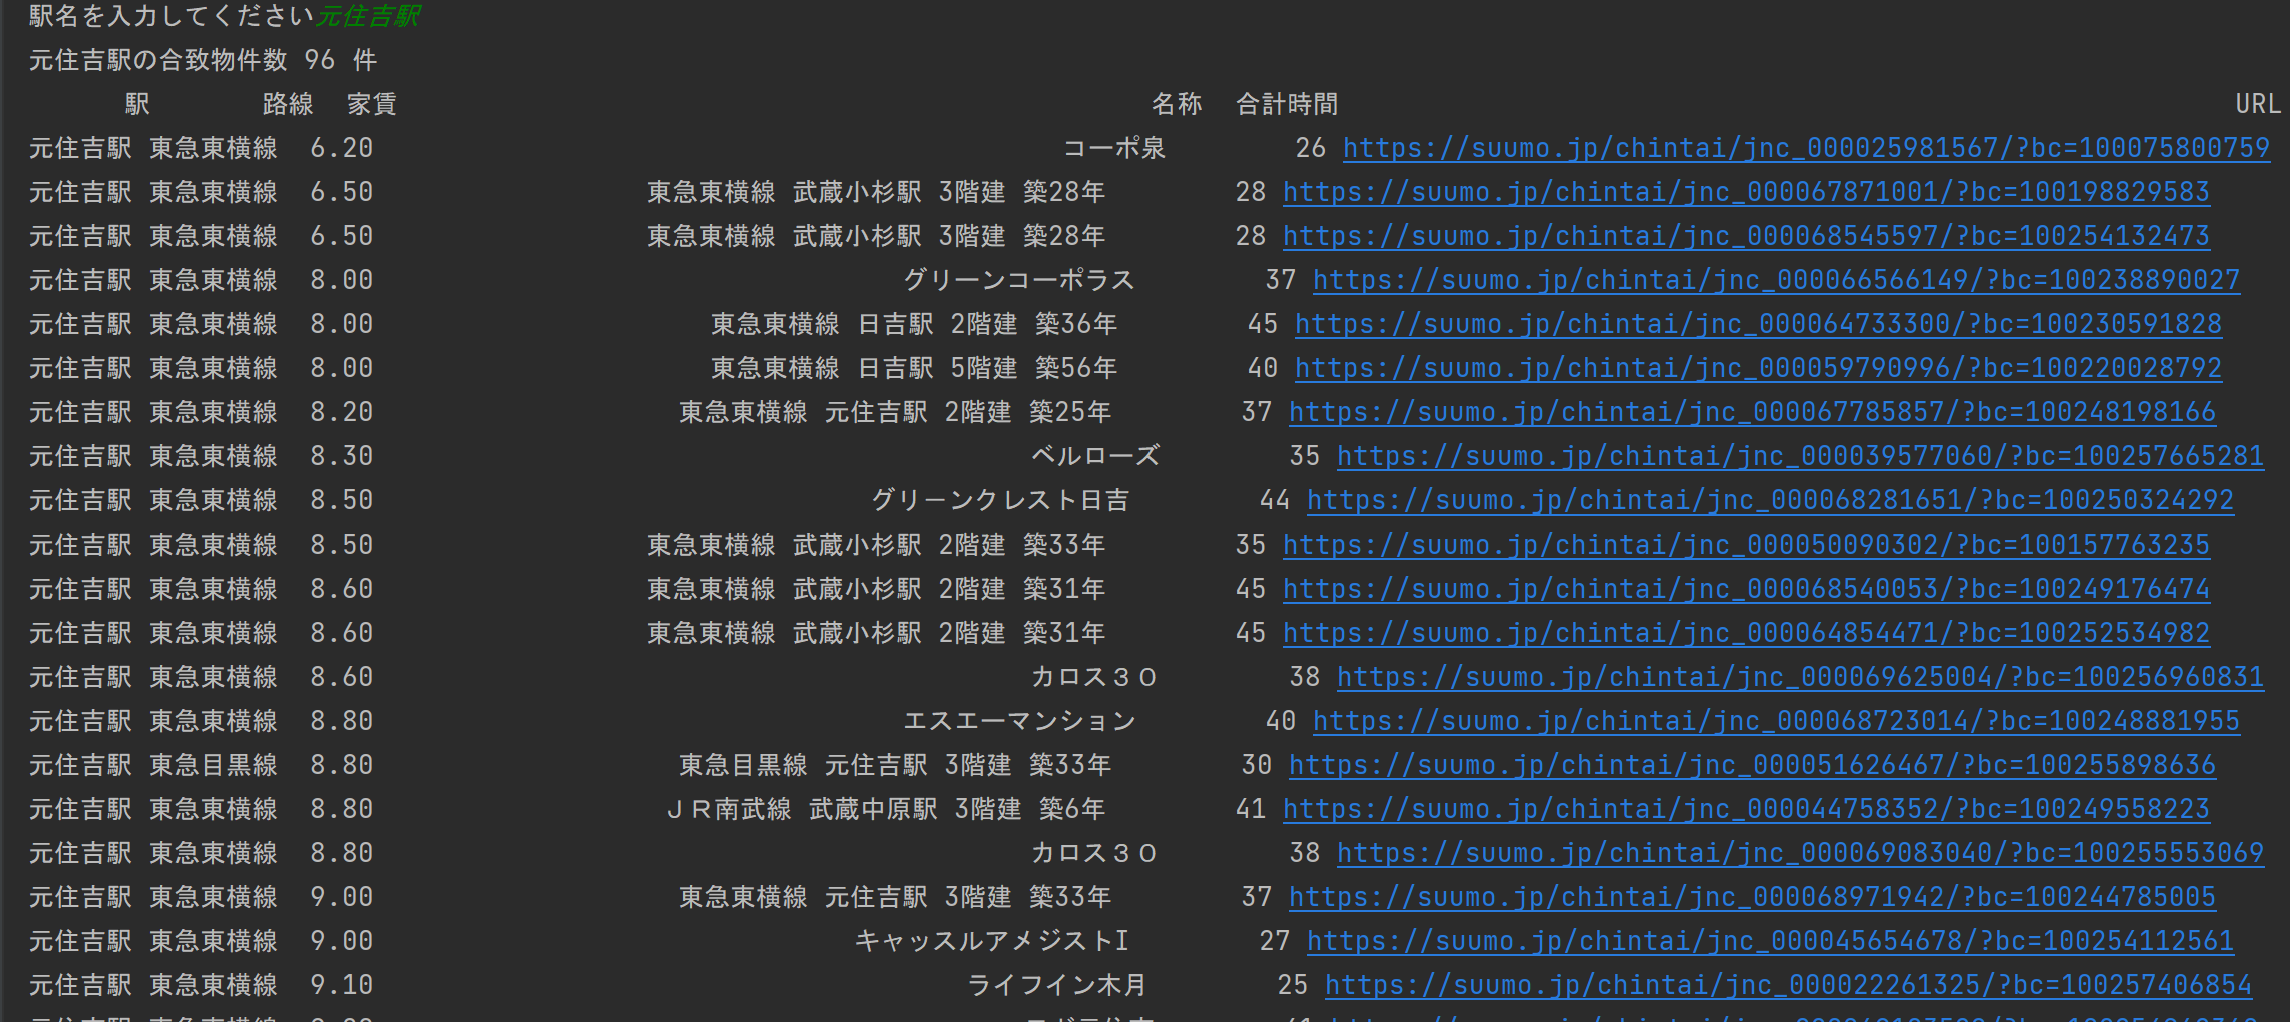 駅名を入力してください元住吉駅
元住吉駅の合致物件数 96 件
駅 路線 家賃 名称 合計時間 URL
元住吉駅 東急東横線 6.20 コーポ泉 26 https://suumo.jp/chintai/jnc_000025981567/?bc=100075800759
元住吉駅 東急東横線 6.50 東急東横線 武蔵小杉駅 3階建 築28年 28 https://suumo.jp/chintai/jnc_000067871001/?bc=100198829583
元住吉駅 東急東横線 6.50 東急東横線 武蔵小杉駅 3階建 築28年 28 https://suumo.jp/chintai/jnc_000068545597/?bc=100254132473
元住吉駅 東急東横線 8.00 グリーンコーポラス 37 https://suumo.jp/chintai/jnc_000066566149/?bc=100238890027
元住吉駅 東急東横線 8.00 東急東横線 日吉駅 2階建 築36年 45 https://suumo.jp/chintai/jnc_000064733300/?bc=100230591828
元住吉駅 東急東横線 8.00 東急東横線 日吉駅 5階建 築56年 40 https://suumo.jp/chintai/jnc_000059790996/?bc=100220028792
元住吉駅 東急東横線 8.20 東急東横線 元住吉駅 2階建 築25年 37 https://suumo.jp/chintai/jnc_000067785857/?bc=100248198166
元住吉駅 東急東横線 8.30 ベルローズ 35 https://suumo.jp/chintai/jnc_000039577060/?bc=100257665281
元住吉駅 東急東横線 8.50 グリーンクレスト日吉 44 https://suumo.jp/chintai/jnc_000068281651/?bc=100250324292
元住吉駅 東急東横線 8.50 東急東横線 武蔵小杉駅 2階建 築33年 35 https://suumo.jp/chintai/jnc_000050090302/?bc=100157763235
元住吉駅 東急東横線 8.60 東急東横線 武蔵小杉駅 2階建 築31年 45 https://suumo.jp/chintai/jnc_000068540053/?bc=100249176474
元住吉駅 東急東横線 8.60 東急東横線 武蔵小杉駅 2階建 築31年 45 https://suumo.jp/chintai/jnc_000064854471/?bc=100252534982
元住吉駅 東急東横線 8.60 カロス３０ 38 https://suumo.jp/chintai/jnc_000069625004/?bc=100256960831
元住吉駅 東急東横線 8.80 エスエーマンション 40 https://suumo.jp/chintai/jnc_000068723014/?bc=100248881955
元住吉駅 東急目黒線 8.80 東急目黒線 元住吉駅 3階建 築33年 30 https://suumo.jp/chintai/jnc_000051626467/?bc=100255898636
元住吉駅 東急東横線 8.80 ＪＲ南武線 武蔵中原駅 3階建 築6年 41 https://suumo.jp/chintai/jnc_000044758352/?bc=100249558223
元住吉駅 東急東横線 8.80 カロス３０ 38 https://suumo.jp/chintai/jnc_000069083040/?bc=100255553069
元住吉駅 東急東横線 9.00 東急東横線 元住吉駅 3階建 築33年 37 https://suumo.jp/chintai/jnc_000068971942/?bc=100244785005
元住吉駅 東急東横線 9.00 キャッスルアメジストI 27 https://suumo.jp/chintai/jnc_000045654678/?bc=100254112561
元住吉駅 東急東横線 9.10 ライフイン木月 25 https://suumo.jp/chintai/jnc_000022261325/?bc=100257406854
元住吉駅 東急東横線